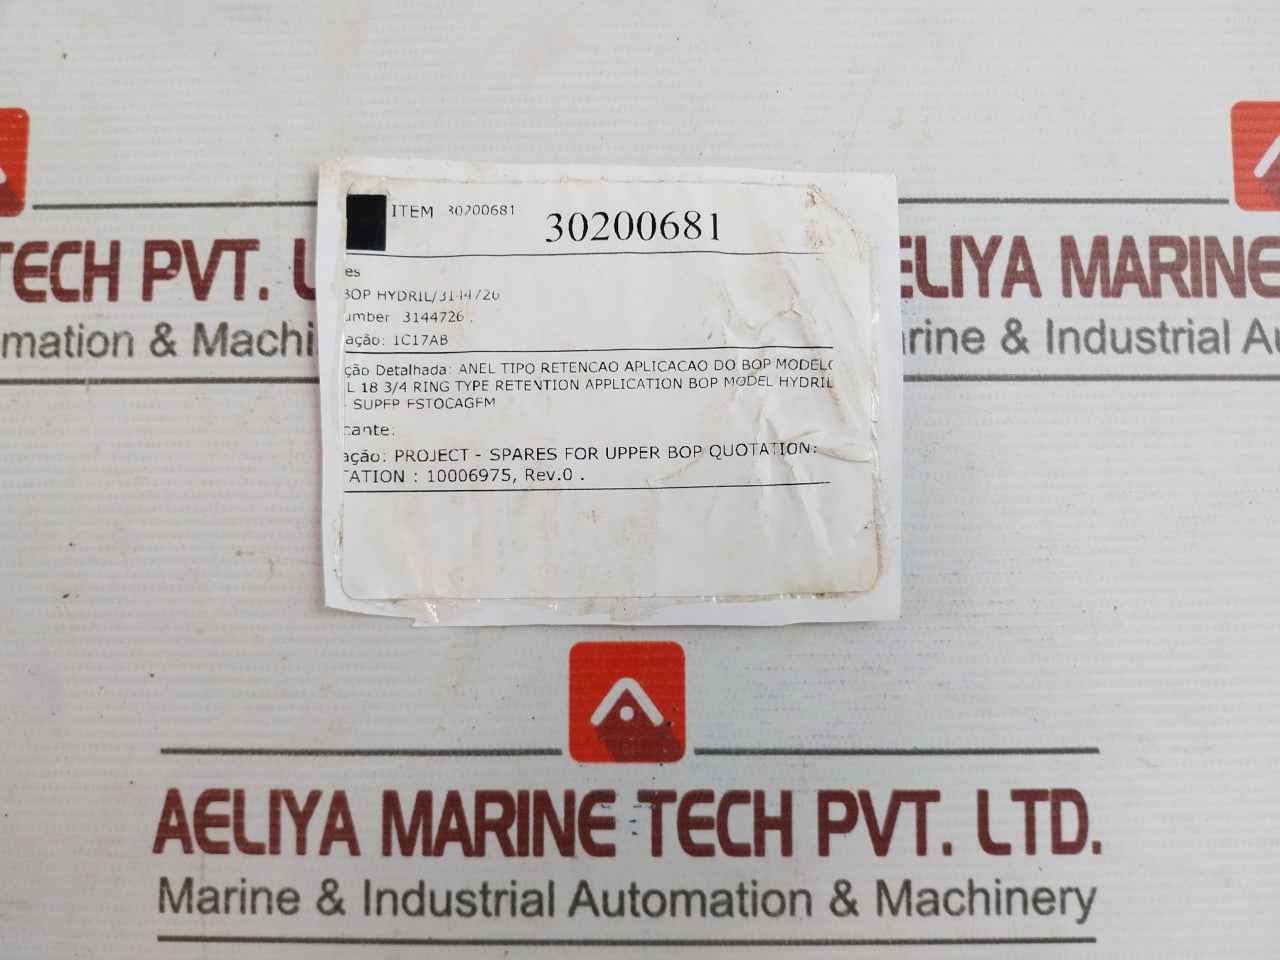 ITEM 30200681 30200681
es
BOP HYDRIL/3144726
umber 3144726
ação: 1C17AB
ção Detalhada: ANEL TIPO RETENCAO APLICACAO DO BOP MODELO
L 18 3/4 RING TYPE RETENTION APPLICATION BOP MODEL HYDRIL
- SUPEP ESTOCAGEM
cante:
ação: PROJECT - SPARES FOR UPPER BOP QUOTATION:
TATION : 10006975, Rev.0 .
TECH PVT. L
mation & Machi
ELIYA MARINE
arine & Industrial Au
AELIYA MARINE TECH PVT. LTD.
Marine & Industrial Automation & Machinery